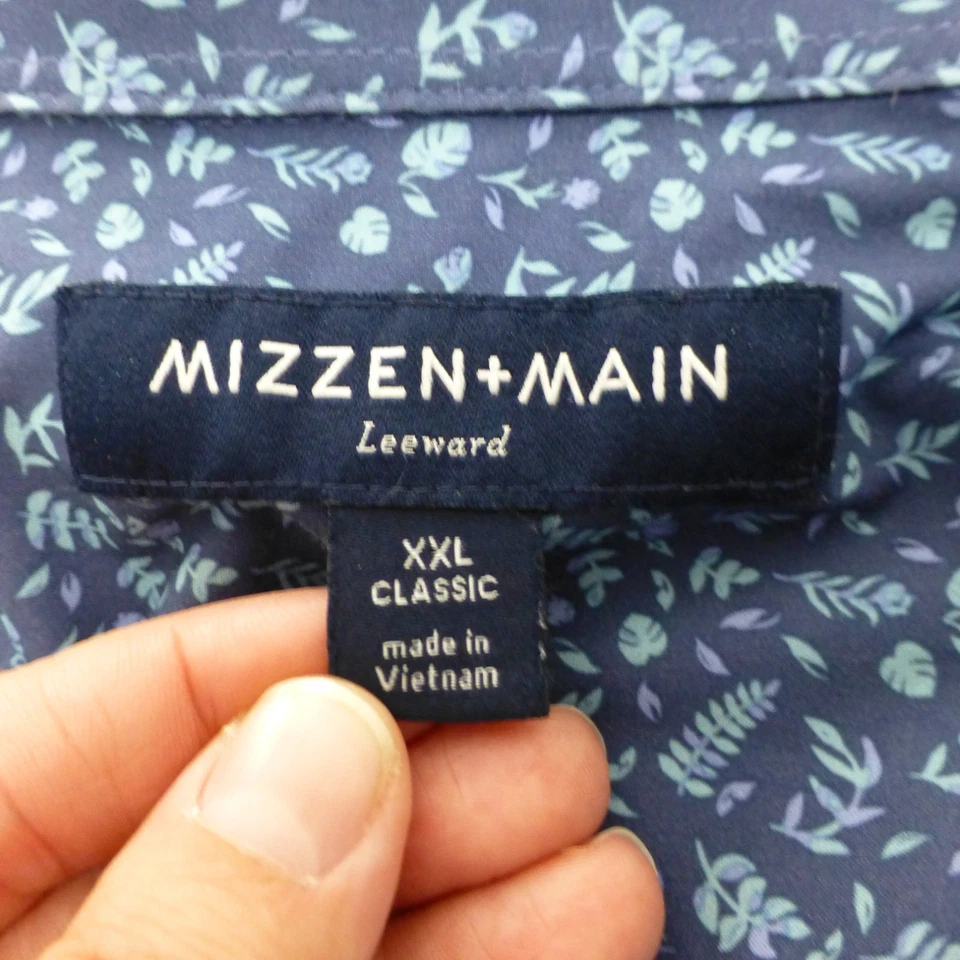 MIZZEN+MAIN
Leeward
XXL
CLASSIC
made in
Vietnam